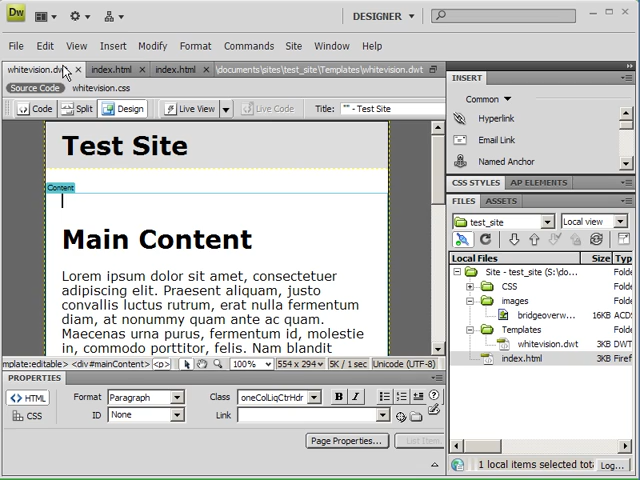 Dw
DESIGNER
File Edit View Insert Modify Format Commands Site Window Help
whitevision.dw index.html index.html \documents\sites\test_site\Templates\whitevision.dwt
Source Code whitevision.css
Code Split Design Live View Live Code Title: "" - Test Site
Test Site
Content
Main Content
Lorem ipsum dolor sit amet, consectetuer
adipiscing elit. Praesent aliquam, justo
convallis luctus rutrum, erat nulla fermentum
diam, at nonummy quam ante ac quam.
Maecenas urna purus, fermentum id, molestie
in, commodo porttitor, felis. Nam blandit
mplate:editable> <div #mainContent> <p> 100% 554 x 294 5K / 1 sec Unicode (UTF-8)
PROPERTIES
HTML Format Paragraph Class oneColLiqCtrHdr B I
CSS ID None Link
Page Properties... List Item...
INSERT
Common
Hyperlink
Email Link
Named Anchor
CSS STYLES AP ELEMENTS
FILES ASSETS
test_site Local view
Local Files Size Type
Site - test_site (S:\do... Folde
CSS Folde
images Folde
bridgeoverw... 16KB ACDS
Templates Folde
whitevision.dwt 3KB DWT
index.html 3KB Firef
1 local items selected tota Log...